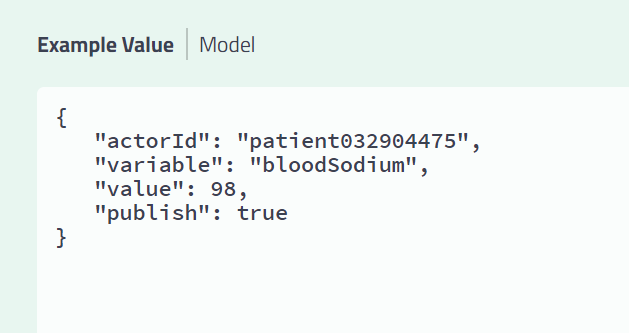 Example Value | Model
{
"actorId": "patient032904475",
"variable": "bloodSodium",
"value": 98,
"publish": true
}